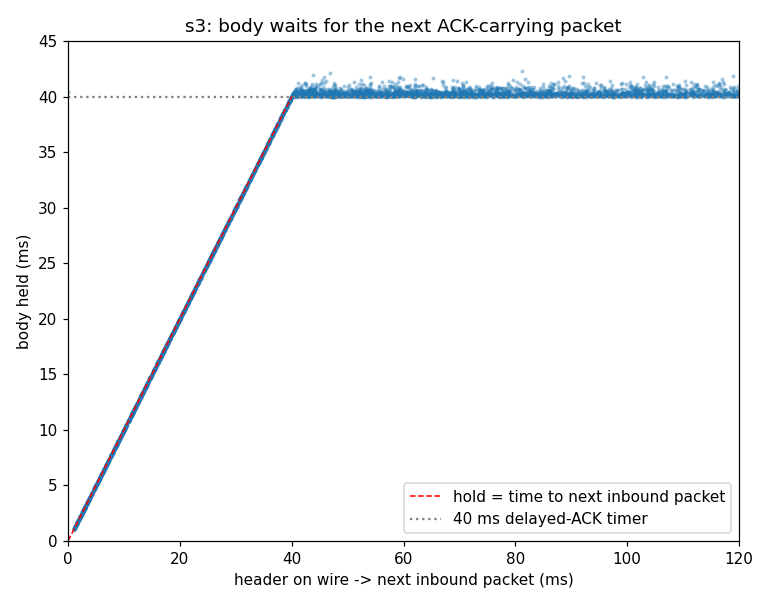 s3: body waits for the next ACK-carrying packet
45
40
35
30
25
20
15
10
5
0
body held (ms)
hold = time to next inbound packet
40 ms delayed-ACK timer
0 20 40 60 80 100 120
header on wire -> next inbound packet (ms)